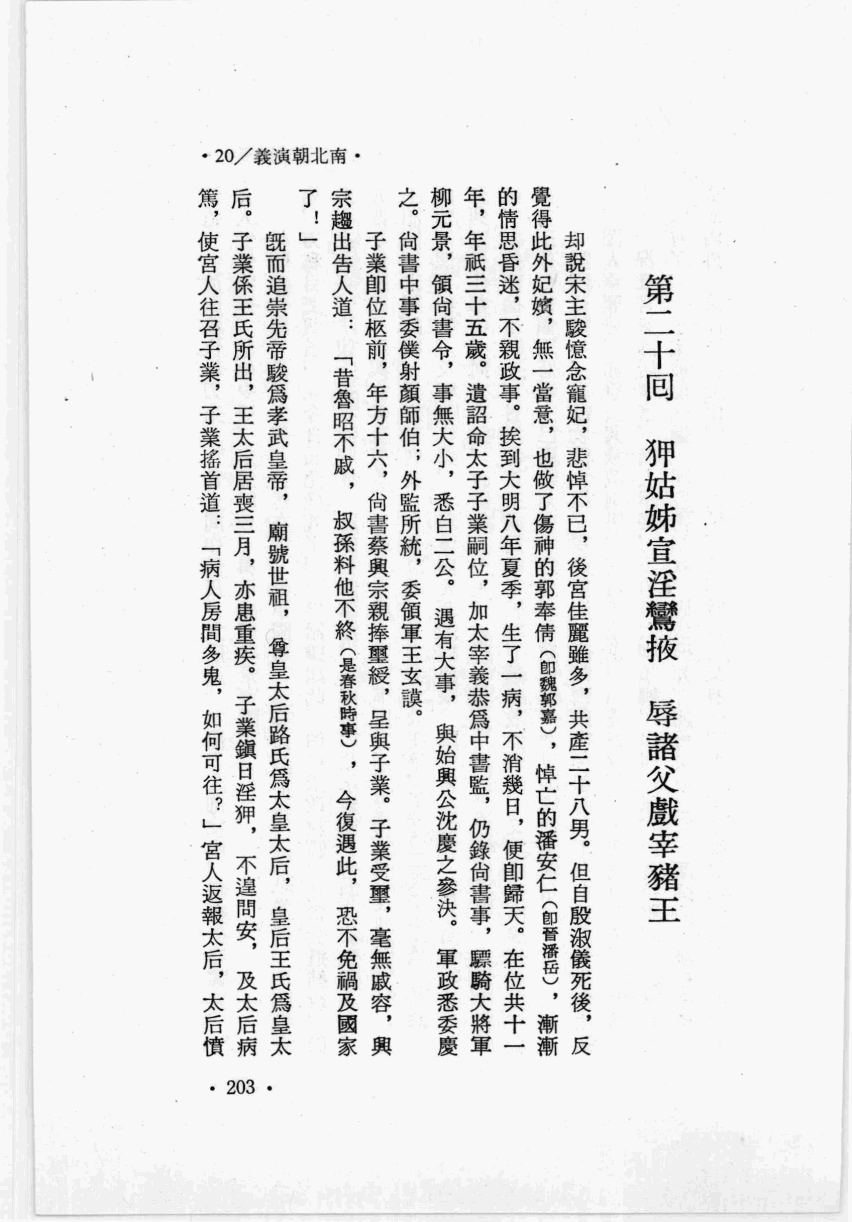 •20/義演朝北南•
第二十回　狎姑姊宣淫鸞掖　辱諸父戲宰豬王
却說宋主駿憶念寵妃，悲悼不已，後宮佳麗雖多，共產二十八男。但自殷淑儀死後，反
覺得此外妃嬪，無一當意，也做了傷神的郭奉倩（卽魏郭嘉），悼亡的潘安仁（卽晉潘岳），漸漸
的情思昏迷，不親政事。挨到大明八年夏季，生了一病，不消幾日，便卽歸天。在位共十一
年，年祇三十五歲。遺詔命太子子業嗣位，加太宰義恭爲中書監，仍錄尙書事，驃騎大將軍
柳元景，領尙書令，事無大小，悉白二公。遇有大事，與始興公沈慶之參決。軍政悉委慶
之。尙書中事委僕射顏師伯；外監所統，委領軍王玄謨。
子業卽位柩前，年方十六，尙書蔡興宗親捧璽綬，呈與子業。子業受璽，毫無戚容，興
宗趨出告人道：「昔魯昭不戚，叔孫料他不終（是春秋時事），今復遇此，恐不免禍及國家
了！」
旣而追崇先帝駿爲孝武皇帝，廟號世祖，尊皇太后路氏爲太皇太后，皇后王氏爲皇太
后。子業係王氏所出，王太后居喪三月，亦患重疾。子業鎭日淫狎，不遑問安，及太后病
篤，使宮人往召子業，子業搖首道：「病人房間多鬼，如何可往？」宮人返報太后，太后憤
•203•